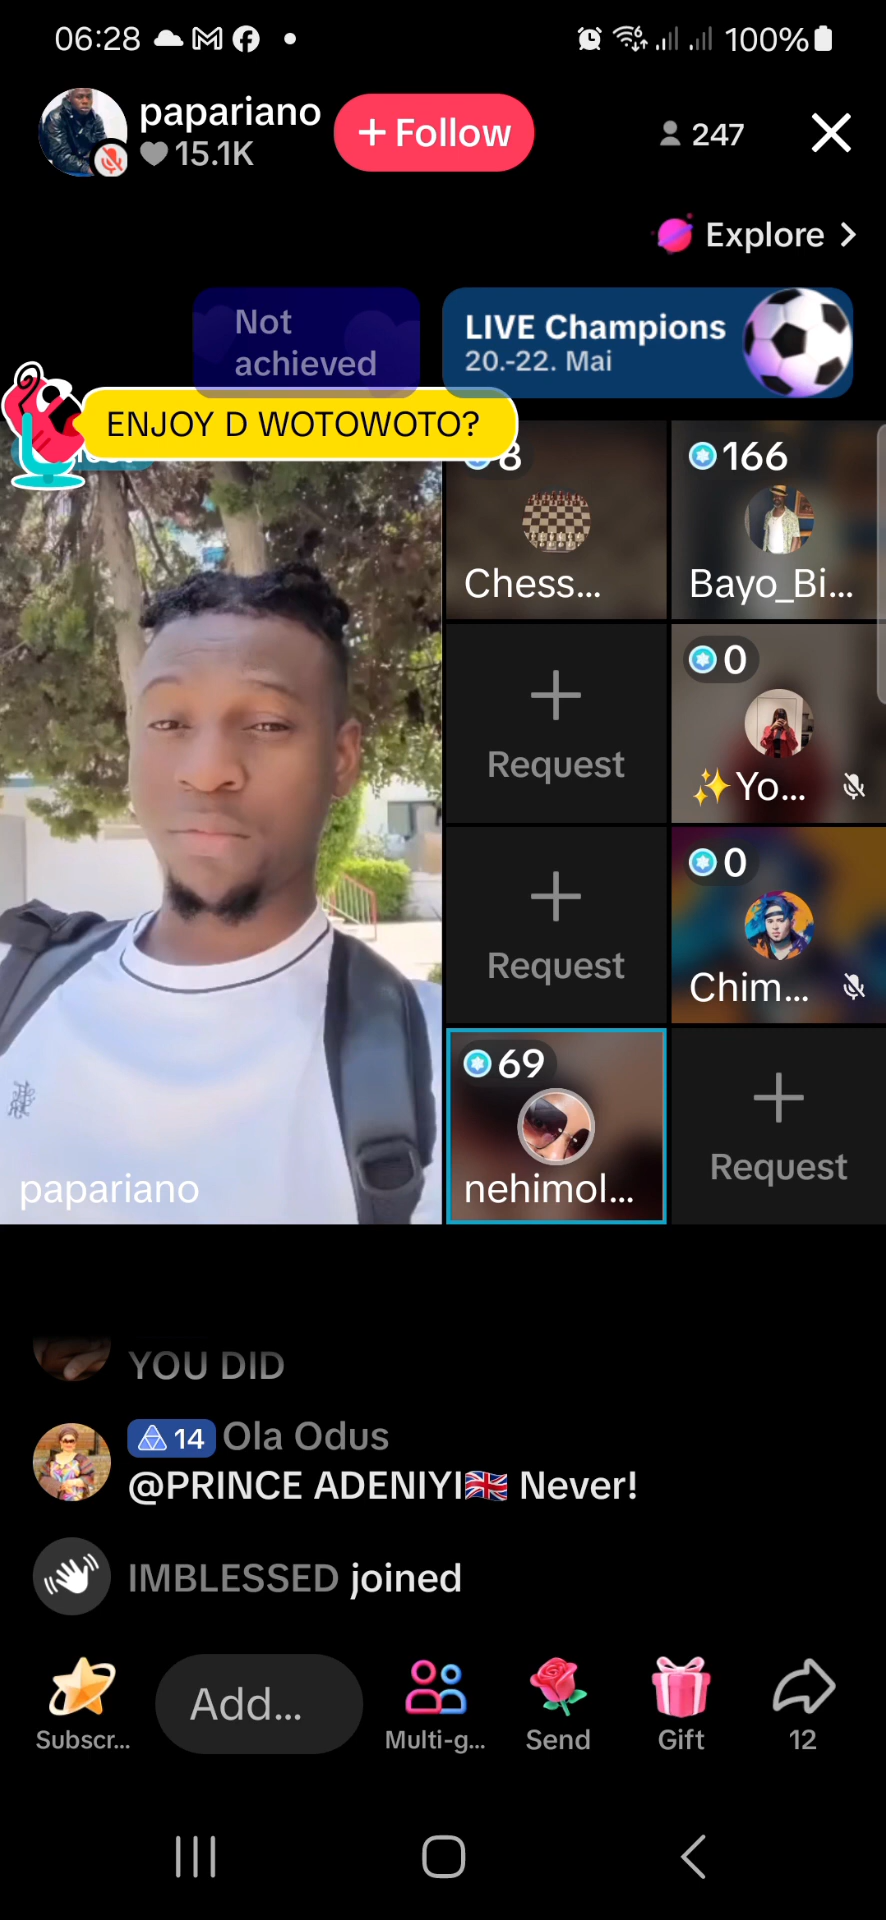 06:28
100%
papariano
15.1K
+ Follow
247
Explore >
Not
achieved
LIVE Champions
20.-22. Mai
ENJOY D WOTOWOTO?
8
Chess...
166
Bayo_Bi...
Request
0
✨Yo...
Request
0
Chim...
69
nehimol...
Request
papariano
YOU DID
14 Ola Odus
@PRINCE ADENIYI🇬🇧 Never!
IMBLESSED joined
Add...
Subscr...
Multi-g...
Send
Gift
12